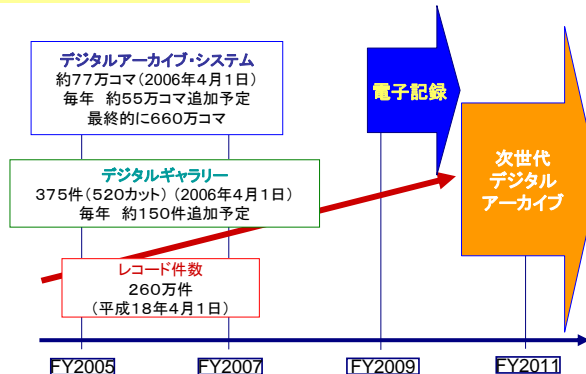 デジタルアーカイブ・システム
約77万コマ(2006年4月1日)
毎年 約55万コマ追加予定
最終的に660万コマ
電子記録
デジタルギャラリー
375件(520カット) (2006年4月1日)
毎年 約150件追加予定
次世代
デジタル
アーカイブ
レコード件数
260万件
(平成18年4月1日)
FY2005
FY2007
FY2009
FY2011